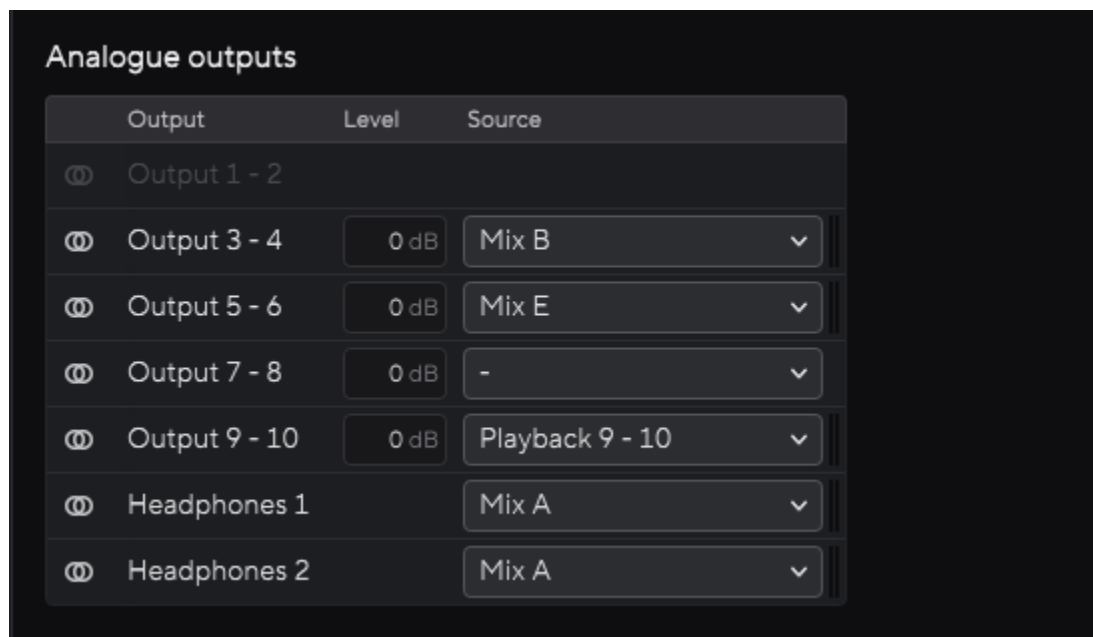 Analogue outputs
Output Level Source
Output 1 - 2
Output 3 - 4 0 dB Mix B
Output 5 - 6 0 dB Mix E
Output 7 - 8 0 dB -
Output 9 - 10 0 dB Playback 9 - 10
Headphones 1 Mix A
Headphones 2 Mix A